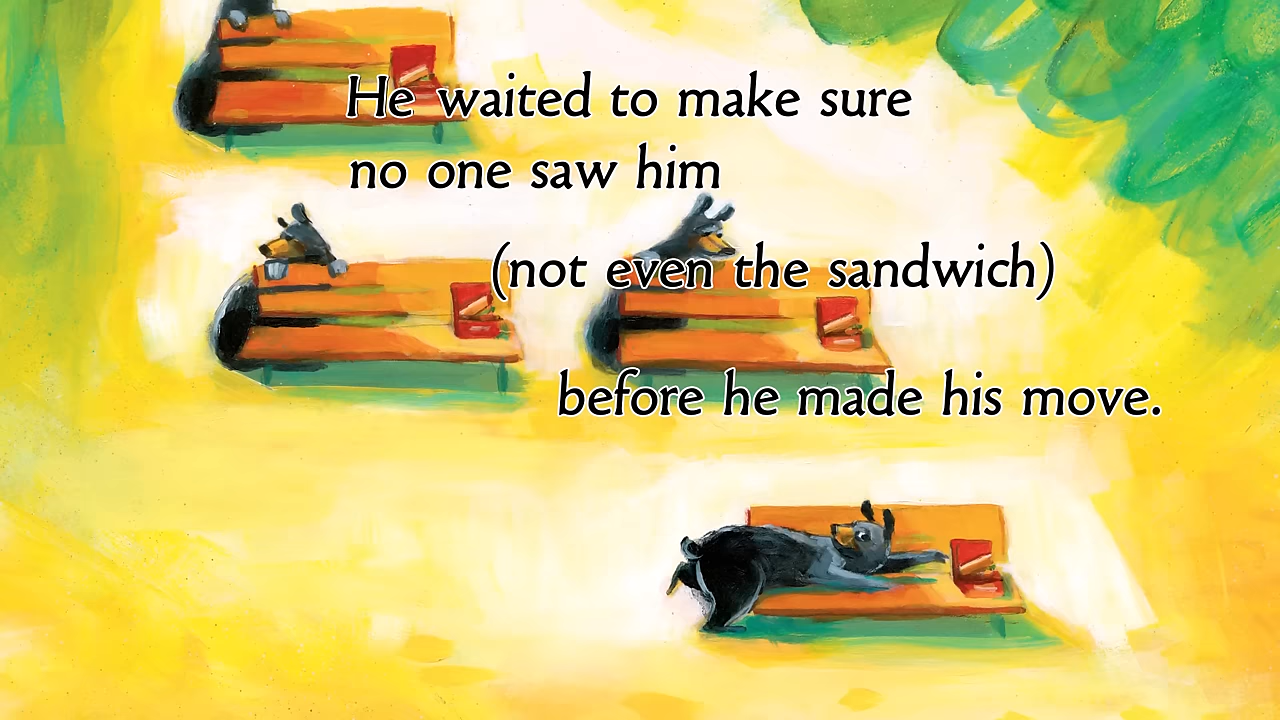 He waited to make sure
no one saw him
(not even the sandwich)
before he made his move.